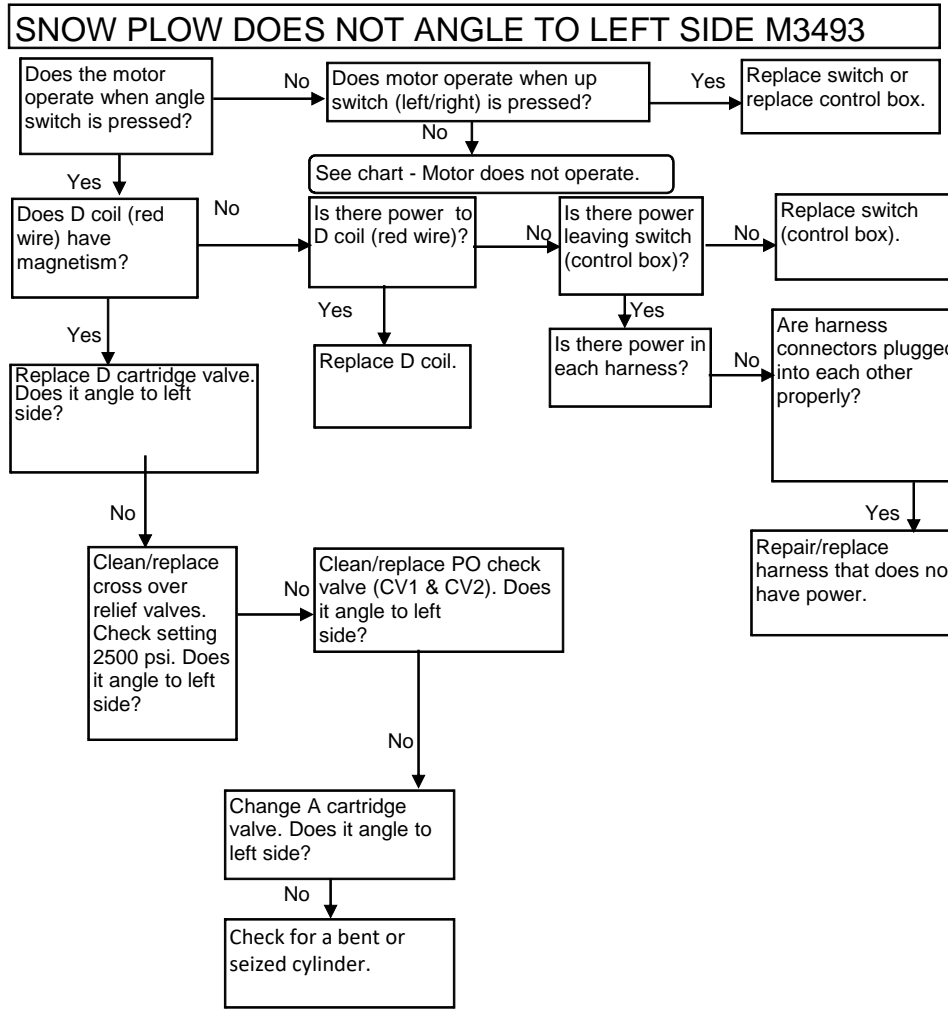 SNOW PLOW DOES NOT ANGLE TO LEFT SIDE M3493
Does the motor
operate when angle
switch is pressed?
No
Does motor operate when up
switch (left/right) is pressed?
Yes
Replace switch or
replace control box.
No
See chart - Motor does not operate.
Yes
Does D coil (red
wire) have
magnetism?
No
Is there power to
D coil (red wire)?
No
Is there power
leaving switch
(control box)?
No
Replace switch
(control box).
Yes
Replace D cartridge valve.
Does it angle to left
side?
Yes
Replace D coil.
Yes
Is there power in
each harness?
No
Are harness
connectors plugged
into each other
properly?
Yes
Repair/replace
harness that does no
have power.
No
Clean/replace
cross over
relief valves.
Check setting
2500 psi. Does
it angle to left
side?
No
Clean/replace PO check
valve (CV1 & CV2). Does
it angle to left
side?
No
Change A cartridge
valve. Does it angle to
left side?
No
Check for a bent or
seized cylinder.